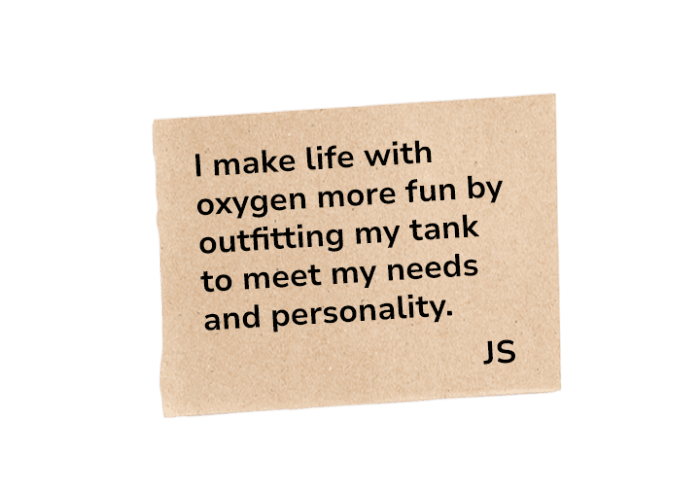 I make life with
oxygen more fun by
outfitting my tank
to meet my needs
and personality.
JS